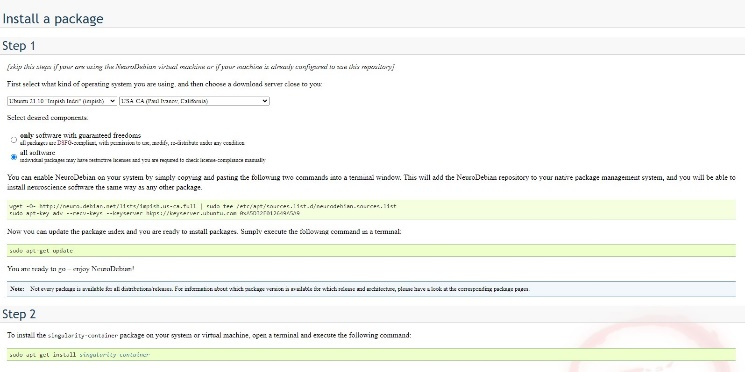 Install a package
Step 1
[skip this steps if your are using the NeuroDebian virtual machine or if your machine is already configured to use this repository]
First select what kind of operating system you are using, and then choose a download server close to you:
Ubuntu 21.10 "Impish Indri" (impish) USA-CA (Paul Ivanov, California)
Select desired components:
only software with guaranteed freedoms
all packages are DSFG-compliant, with permission to use, modify, re-distribute under any condition
all software
individual packages may have restrictive licenses and you are required to check license-compliance manually
You can enable NeuroDebian on your system by simply copying and pasting the following two commands into a terminal window. This will add the NeuroDebian repository to your native package management system, and you will be able to
install neuroscience software the same way as any other package.
wget -O- http://neuro.debian.net/lists/impish.us-ca.full | sudo tee /etc/apt/sources.list.d/neurodebian.sources.list
sudo apt-key adv --recv-keys --keyserver hkps://keyserver.ubuntu.com 0xA5D32F012649A5A9
Now you can update the package index and you are ready to install packages. Simply execute the following command in a terminal:
sudo apt-get update
You are ready to go – enjoy NeuroDebian!
Note: Not every package is available for all distributions/releases. For information about which package version is available for which release and architecture, please have a look at the corresponding package pages.
Step 2
To install the singularity-container package on your system or virtual machine, open a terminal and execute the following command:
sudo apt-get install singularity-container